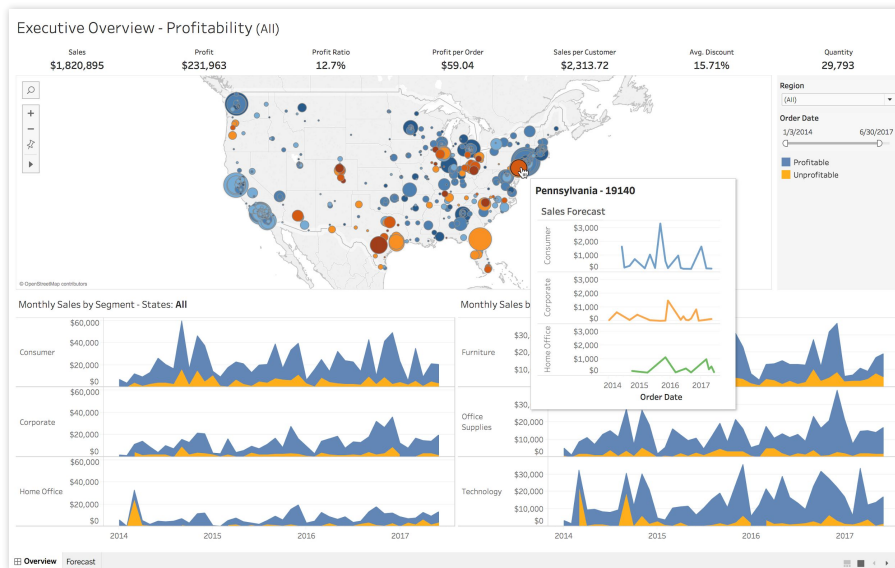 Executive Overview - Profitability (All)
Sales Profit Profit Ratio Profit per Order Sales per Customer Avg. Discount Quantity
$1,820,895 $231,963 12.7% $59.04 $2,313.72 15.71% 29,793
Region
(All)
Order Date
1/3/2014 6/30/2017
Profitable
Unprofitable
Pennsylvania - 19140
Sales Forecast
Consumer
$3,000
$2,000
$1,000
$0
Corporate
$3,000
$2,000
$1,000
$0
Home Office
$3,000
$2,000
$1,000
$0
2014 2015 2016 2017
Order Date
© OpenStreetMap contributors
Monthly Sales by Segment - States: All
Consumer
$60,000
$40,000
$20,000
$0
Corporate
$60,000
$40,000
$20,000
$0
Home Office
$60,000
$40,000
$20,000
$0
2014 2015 2016 2017
Monthly Sales b
Furniture
$30,
$20,
$10,
Office
Supplies
$30,
$20,000
$10,000
$0
Technology
$30,000
$20,000
$10,000
$0
2014 2015 2016 2017
Overview Forecast